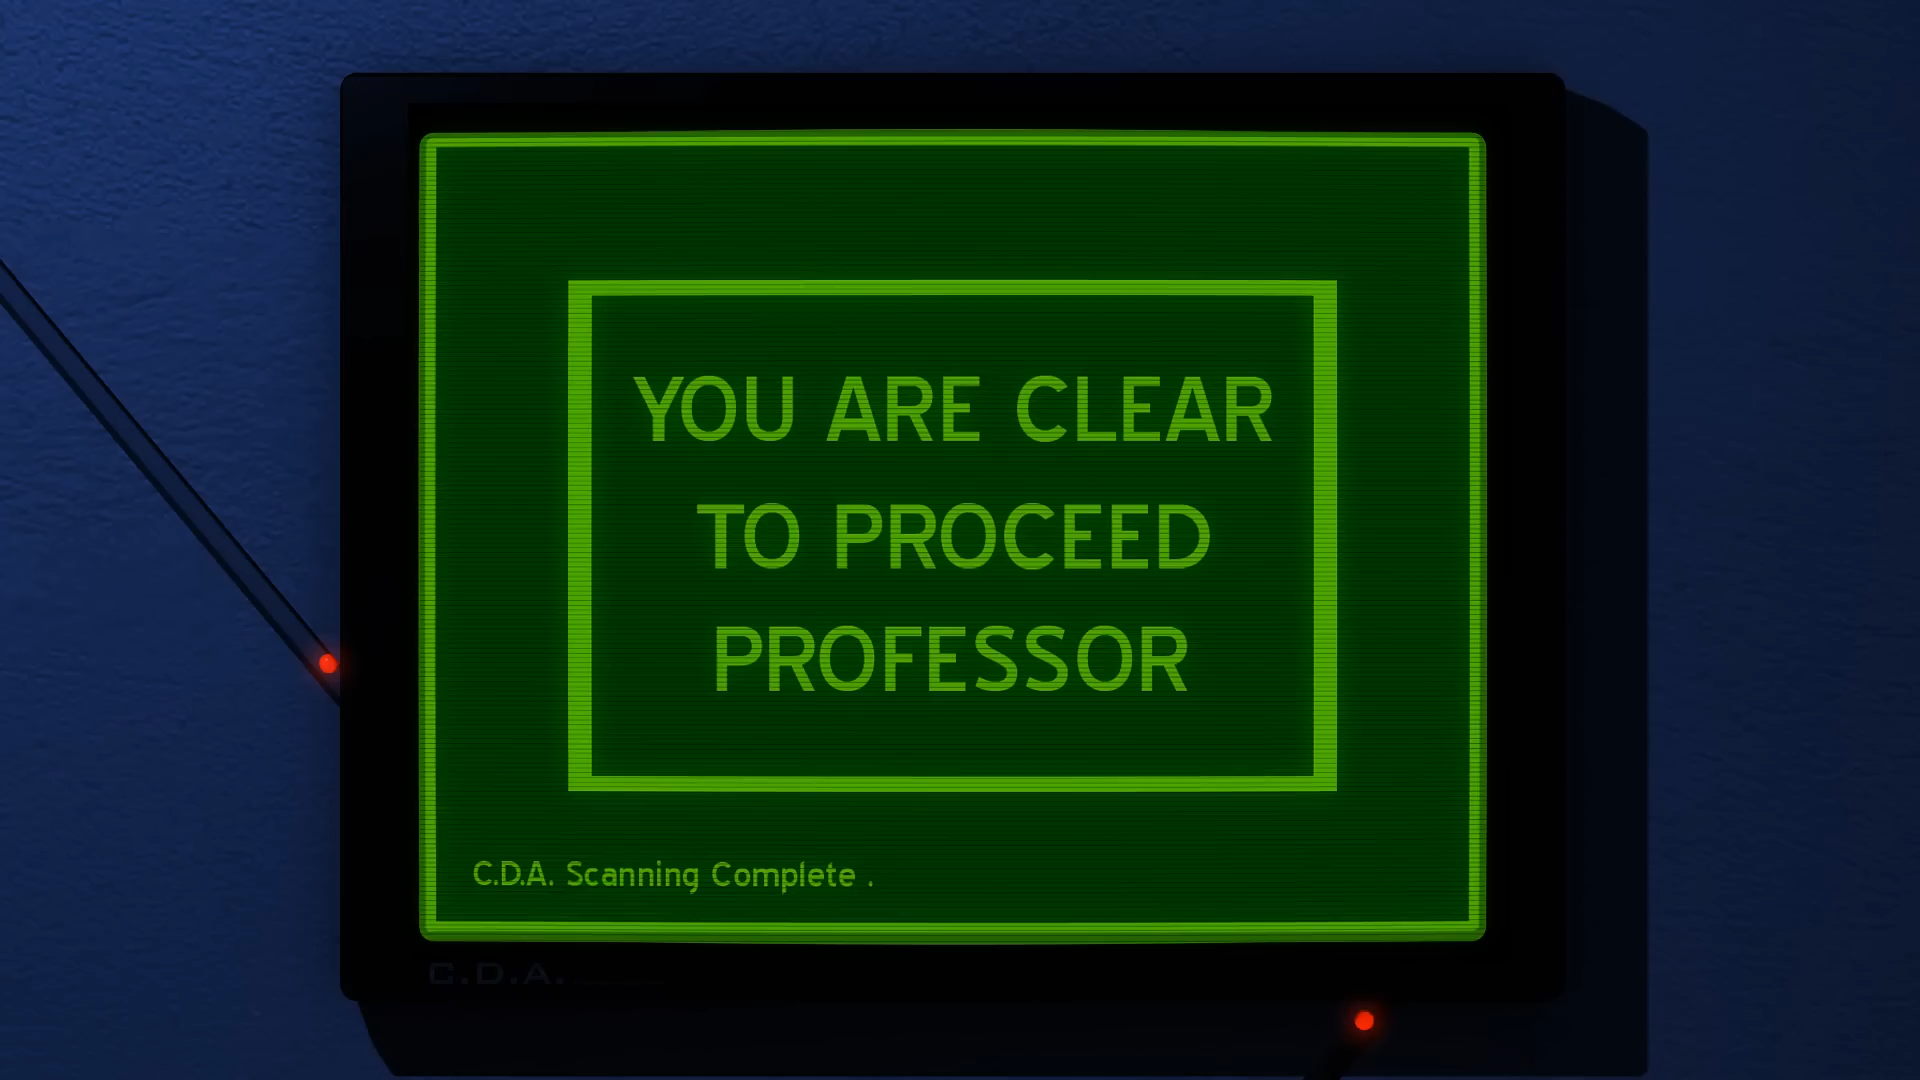 YOU ARE CLEAR
TO PROCEED
PROFESSOR
C.D.A. Scanning Complete .
C.D.A.